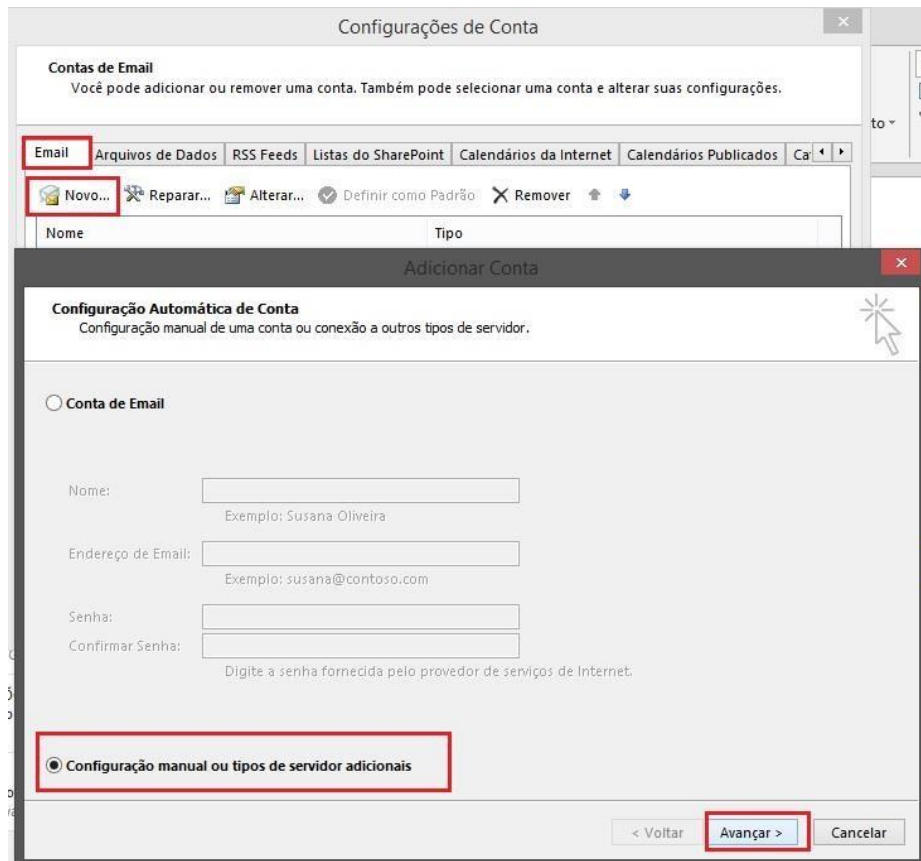 Configurações de Conta
Contas de Email
Você pode adicionar ou remover uma conta. Também pode selecionar uma conta e alterar suas configurações.
to
Email Arquivos de Dados RSS Feeds Listas do SharePoint Calendários da Internet Calendários Publicados
Novo... Reparar... Alterar... Definir como Padrão Remover
Nome Tipo
Adicionar Conta
Configuração Automática de Conta
Configuração manual de uma conta ou conexão a outros tipos de servidor.
Conta de Email
Nome:
Exemplo: Susana Oliveira
Endereço de Email:
Exemplo: susana@contoso.com
Senha:
Confirmar Senha:
Digite a senha fornecida pelo provedor de serviços de Internet.
Configuração manual ou tipos de servidor adicionais
< Voltar Avançar > Cancelar